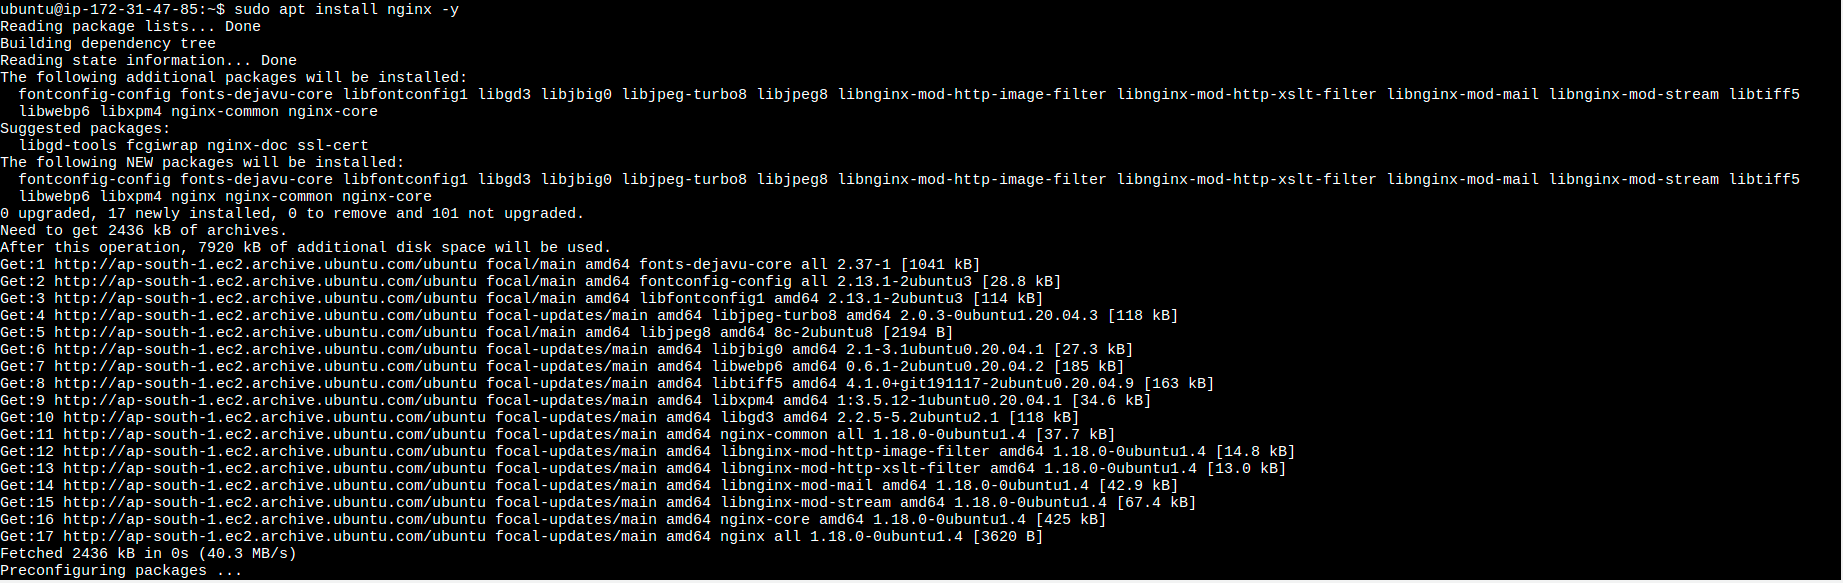 ubuntu@ip-172-31-47-85:~$ sudo apt install nginx -y
Reading package lists... Done
Building dependency tree
Reading state information... Done
The following additional packages will be installed:
  fontconfig-config fonts-dejavu-core libfontconfig1 libgd3 libjbig0 libjpeg-turbo8 libjpeg8 libnginx-mod-http-image-filter libnginx-mod-http-xslt-filter libnginx-mod-mail libnginx-mod-stream libtiff5
  libwebp6 libxpm4 nginx-common nginx-core
Suggested packages:
  libgd-tools fcgiwrap nginx-doc ssl-cert
The following NEW packages will be installed:
  fontconfig-config fonts-dejavu-core libfontconfig1 libgd3 libjbig0 libjpeg-turbo8 libjpeg8 libnginx-mod-http-image-filter libnginx-mod-http-xslt-filter libnginx-mod-mail libnginx-mod-stream libtiff5
  libwebp6 libxpm4 nginx nginx-common nginx-core
0 upgraded, 17 newly installed, 0 to remove and 101 not upgraded.
Need to get 2436 kB of archives.
After this operation, 7920 kB of additional disk space will be used.
Get:1 http://ap-south-1.ec2.archive.ubuntu.com/ubuntu focal/main amd64 fonts-dejavu-core all 2.37-1 [1041 kB]
Get:2 http://ap-south-1.ec2.archive.ubuntu.com/ubuntu focal/main amd64 fontconfig-config all 2.13.1-2ubuntu3 [28.8 kB]
Get:3 http://ap-south-1.ec2.archive.ubuntu.com/ubuntu focal/main amd64 libfontconfig1 amd64 2.13.1-2ubuntu3 [114 kB]
Get:4 http://ap-south-1.ec2.archive.ubuntu.com/ubuntu focal-updates/main amd64 libjpeg-turbo8 amd64 2.0.3-0ubuntu1.20.04.3 [118 kB]
Get:5 http://ap-south-1.ec2.archive.ubuntu.com/ubuntu focal/main amd64 libjpeg8 amd64 8c-2ubuntu8 [2194 B]
Get:6 http://ap-south-1.ec2.archive.ubuntu.com/ubuntu focal-updates/main amd64 libjbig0 amd64 2.1-3.1ubuntu0.20.04.1 [27.3 kB]
Get:7 http://ap-south-1.ec2.archive.ubuntu.com/ubuntu focal-updates/main amd64 libwebp6 amd64 0.6.1-2ubuntu0.20.04.2 [185 kB]
Get:8 http://ap-south-1.ec2.archive.ubuntu.com/ubuntu focal-updates/main amd64 libtiff5 amd64 4.1.0+git191117-2ubuntu0.20.04.9 [163 kB]
Get:9 http://ap-south-1.ec2.archive.ubuntu.com/ubuntu focal-updates/main amd64 libxpm4 amd64 1:3.5.12-1ubuntu0.20.04.1 [34.6 kB]
Get:10 http://ap-south-1.ec2.archive.ubuntu.com/ubuntu focal-updates/main amd64 libgd3 amd64 2.2.5-5.2ubuntu2.1 [118 kB]
Get:11 http://ap-south-1.ec2.archive.ubuntu.com/ubuntu focal-updates/main amd64 nginx-common all 1.18.0-0ubuntu1.4 [37.7 kB]
Get:12 http://ap-south-1.ec2.archive.ubuntu.com/ubuntu focal-updates/main amd64 libnginx-mod-http-image-filter amd64 1.18.0-0ubuntu1.4 [14.8 kB]
Get:13 http://ap-south-1.ec2.archive.ubuntu.com/ubuntu focal-updates/main amd64 libnginx-mod-http-xslt-filter amd64 1.18.0-0ubuntu1.4 [13.0 kB]
Get:14 http://ap-south-1.ec2.archive.ubuntu.com/ubuntu focal-updates/main amd64 libnginx-mod-mail amd64 1.18.0-0ubuntu1.4 [42.9 kB]
Get:15 http://ap-south-1.ec2.archive.ubuntu.com/ubuntu focal-updates/main amd64 libnginx-mod-stream amd64 1.18.0-0ubuntu1.4 [67.4 kB]
Get:16 http://ap-south-1.ec2.archive.ubuntu.com/ubuntu focal-updates/main amd64 nginx-core amd64 1.18.0-0ubuntu1.4 [425 kB]
Get:17 http://ap-south-1.ec2.archive.ubuntu.com/ubuntu focal-updates/main amd64 nginx all 1.18.0-0ubuntu1.4 [3620 B]
Fetched 2436 kB in 0s (40.3 MB/s)
Preconfiguring packages ...